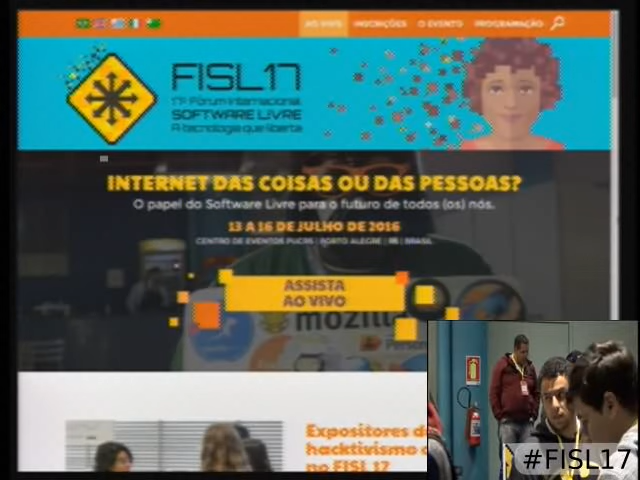 AO VIVO INSCRIÇÕES O EVENTO PROGRAMAÇÃO
FISL17
17º Fórum Internacional
SOFTWARE LIVRE
A tecnologia que liberta
INTERNET DAS COISAS OU DAS PESSOAS?
O papel do Software Livre para o futuro de todos (os) nós.
13 A 16 DE JULHO DE 2016
CENTRO DE EVENTOS PUCRS | PORTO ALEGRE | RS | BRASIL
ASSISTA
AO VIVO
mozill
Expositores d
hacktivismo
no FISL 17
#FISL17